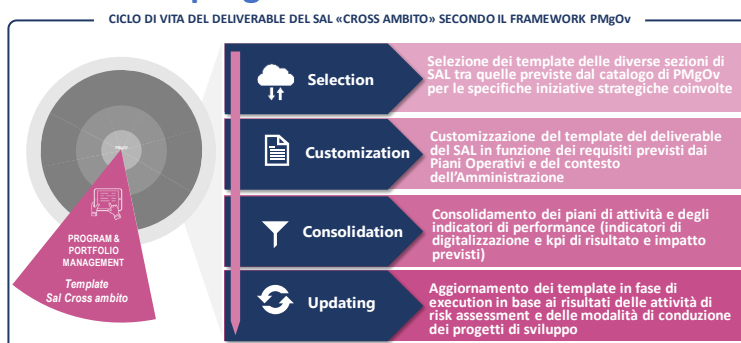 CICLO DI VITA DEL DELIVERABLE DEL SAL «CROSS AMBITO» SECONDO IL FRAMEWORK PMgOv
Selection
Selezione dei template delle diverse sezioni di
SAL tra quelle previste dal catalogo di PMgOv
per le specifiche iniziative strategiche coinvolte
Customization
Customizzazione del template del deliverable
del SAL in funzione dei requisiti previsti dai
Piani Operativi e del contesto
dell'Amministrazione
Consolidation
Consolidamento dei piani di attività e degli
indicatori di performance (indicatori di
digitalizzazione e kpi di risultato e impatto
previsti)
Updating
Aggiornamento dei template in fase di
execution in base ai risultati delle attività di
risk assessment e delle modalità di conduzione
dei progetti di sviluppo
PROGRAM &
PORTFOLIO
MANAGEMENT
Template
Sal Cross ambito